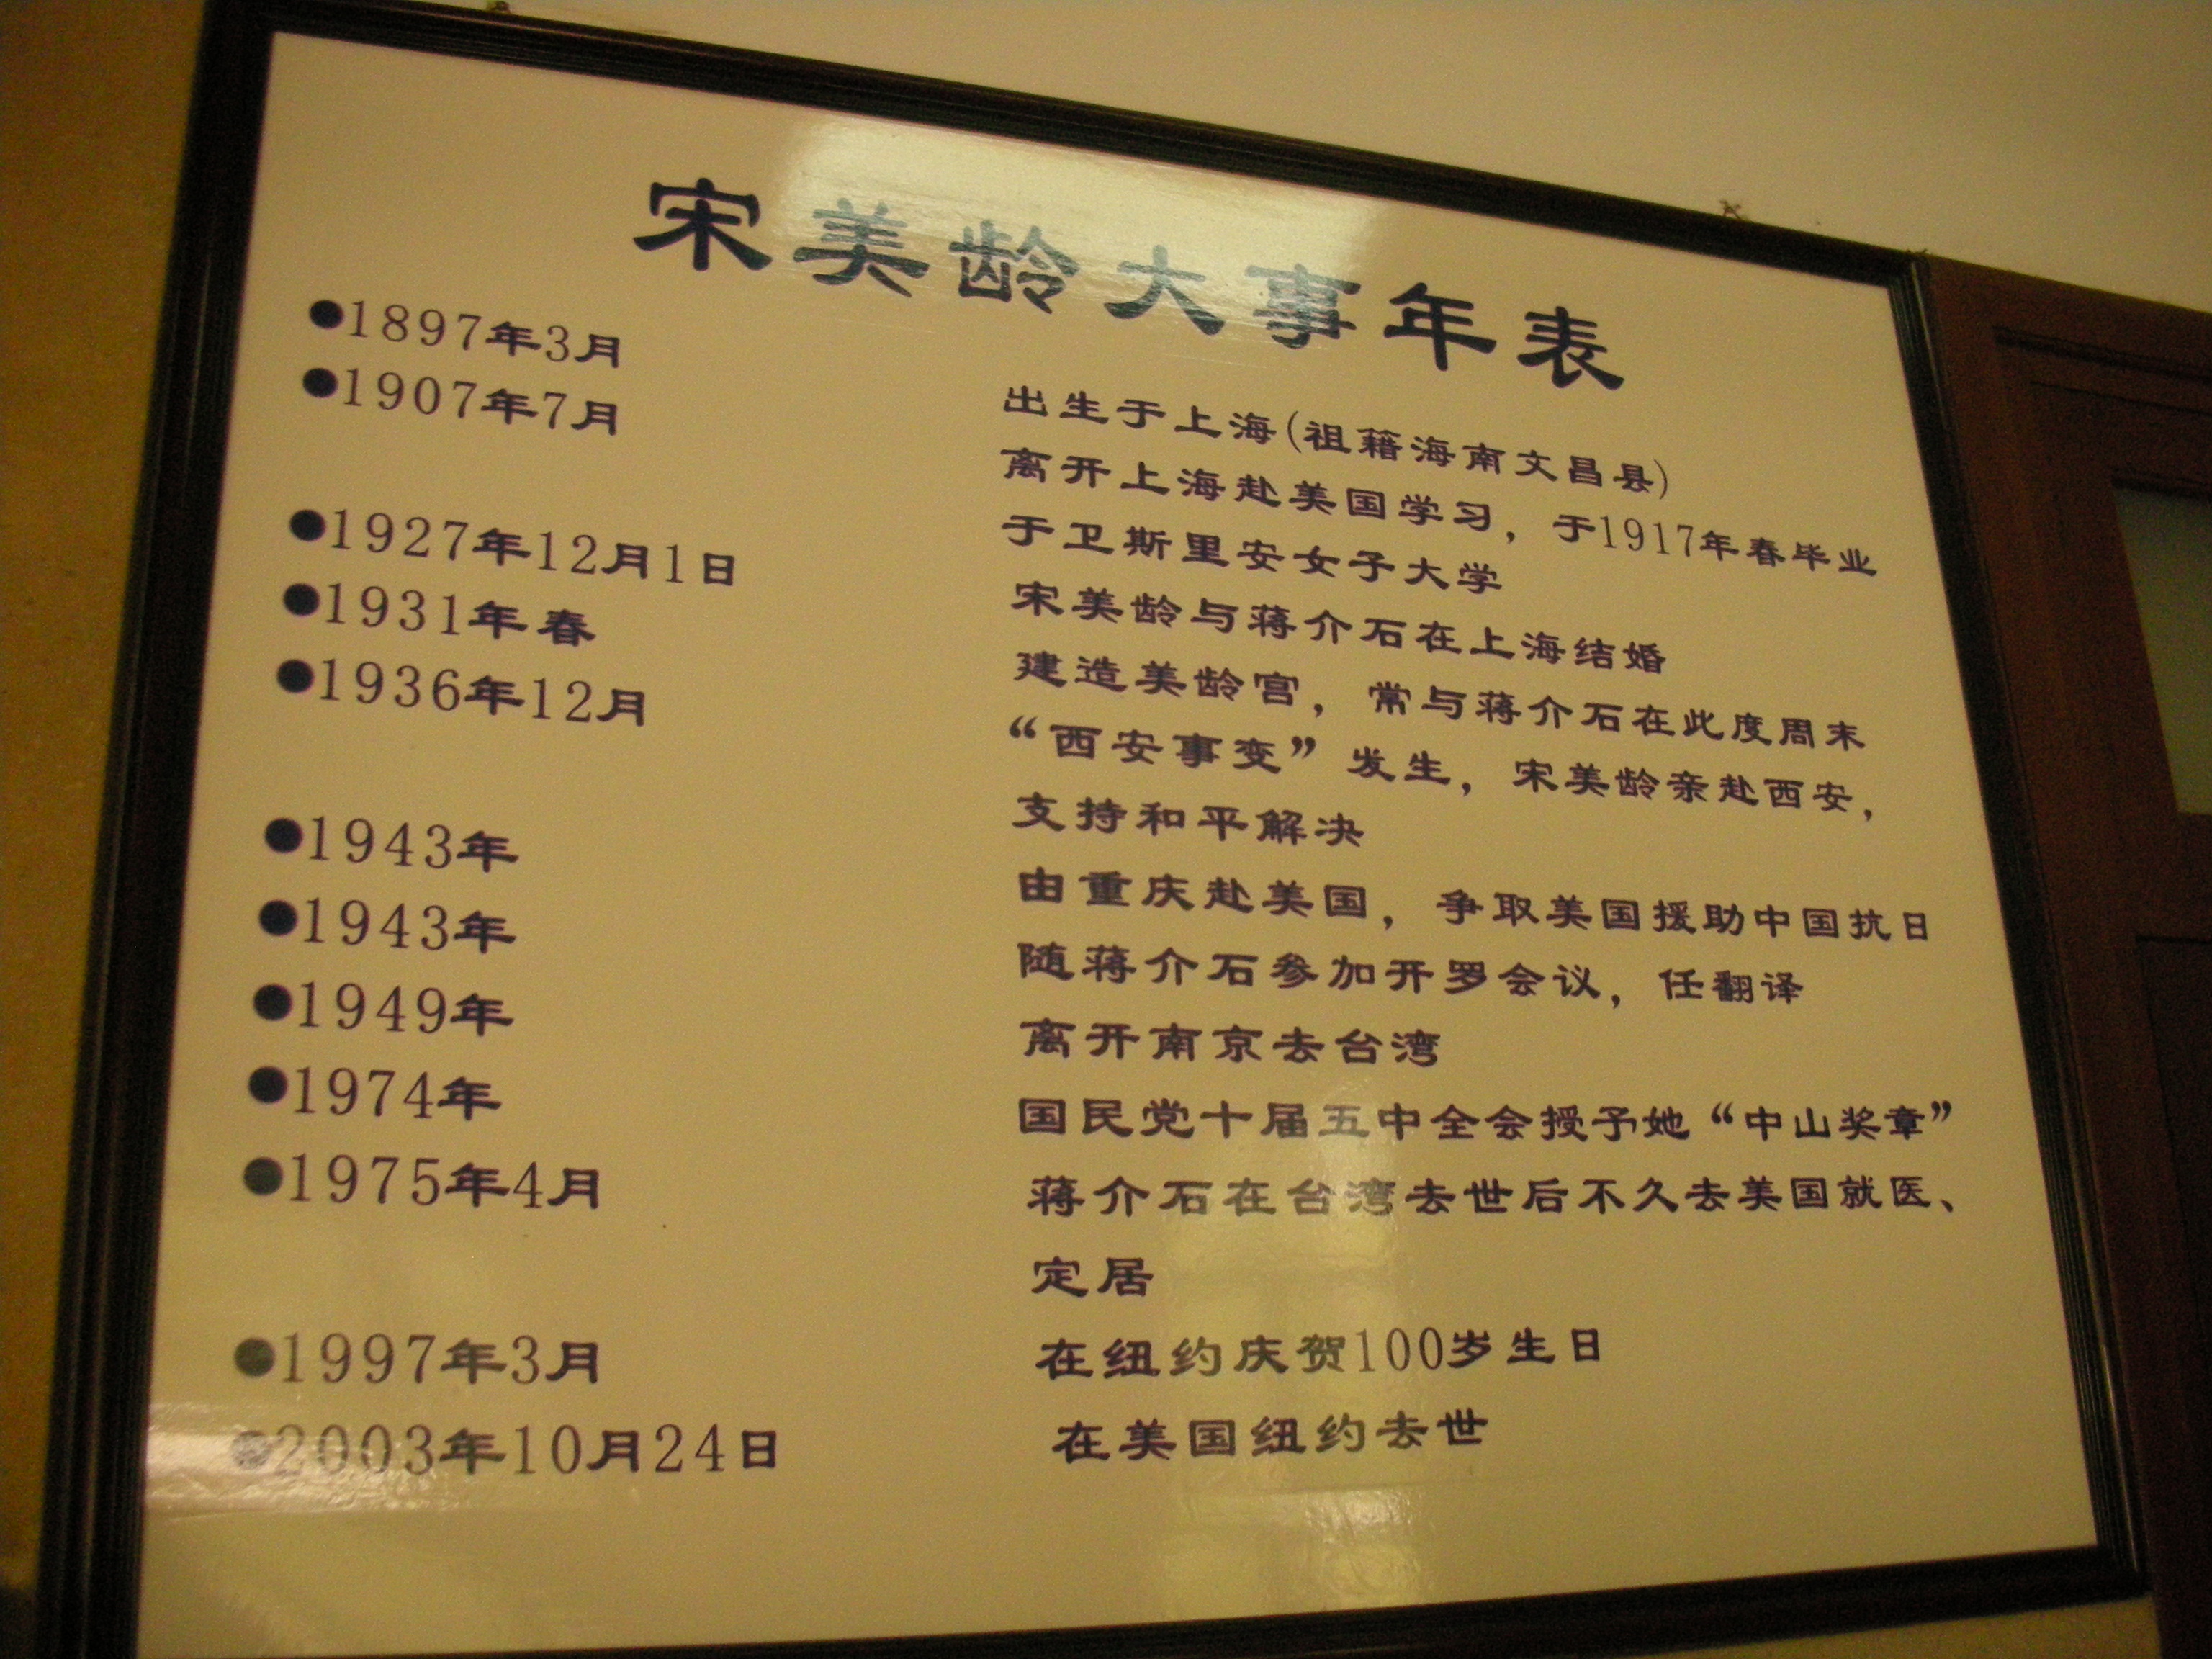 宋美龄大事年表
●1897年3月 出生于上海(祖籍海南文昌县)
●1907年7月 离开上海赴美国学习，于1917年春毕业
于卫斯里安女子大学
●1927年12月1日 宋美龄与蒋介石在上海结婚
●1931年春 建造美龄宫，常与蒋介石在此度周末
●1936年12月 “西安事变”发生，宋美龄亲赴西安，
支持和平解决
●1943年 由重庆赴美国，争取美国援助中国抗日
●1943年 随蒋介石参加开罗会议，任翻译
●1949年 离开南京去台湾
●1974年 国民党十届五中全会授予她“中山奖章”
●1975年4月 蒋介石在台湾去世后不久去美国就医、
定居
●1997年3月 在纽约庆贺100岁生日
●2003年10月24日 在美国纽约去世